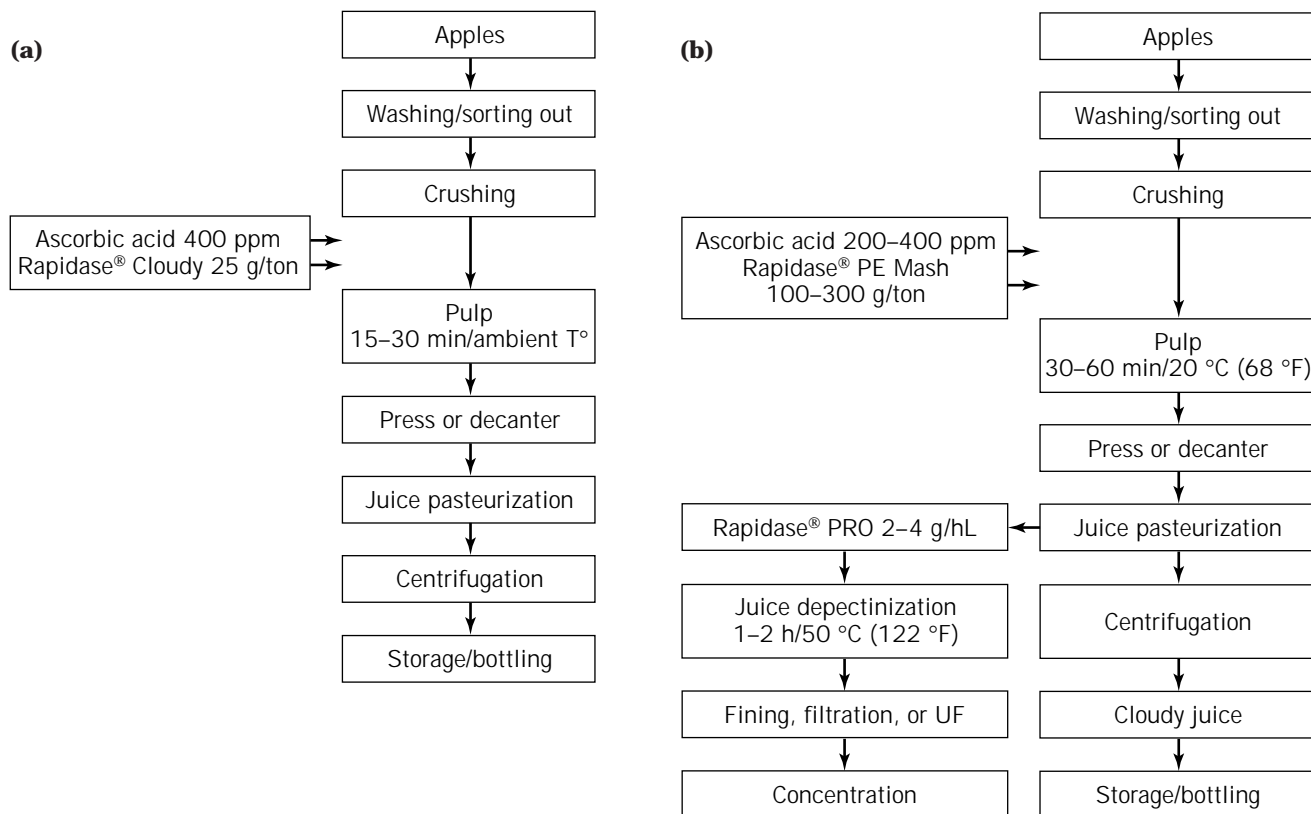 (a)
Apples
Washing/sorting out
Crushing
Ascorbic acid 400 ppm
Rapidase® Cloudy 25 g/ton
Pulp
15–30 min/ambient T°
Press or decanter
Juice pasteurization
Centrifugation
Storage/bottling
(b)
Apples
Washing/sorting out
Crushing
Ascorbic acid 200–400 ppm
Rapidase® PE Mash
100–300 g/ton
Pulp
30–60 min/20 °C (68 °F)
Press or decanter
Juice pasteurization
Rapidase® PRO 2–4 g/hL
Juice depectinization
1–2 h/50 °C (122 °F)
Fining, filtration, or UF
Concentration
Centrifugation
Cloudy juice
Storage/bottling